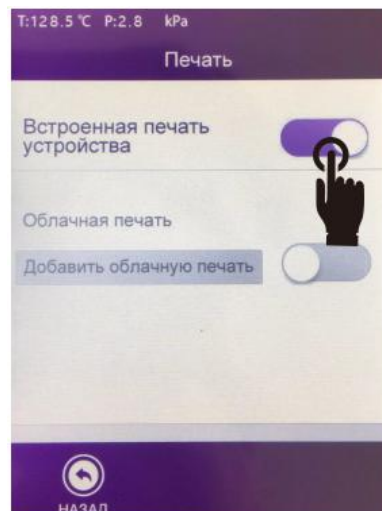 T:128.5 ℃ P:2.8 kPa
Печать
Встроенная печать
устройства
Облачная печать
Добавить облачную печать
НАЗАД